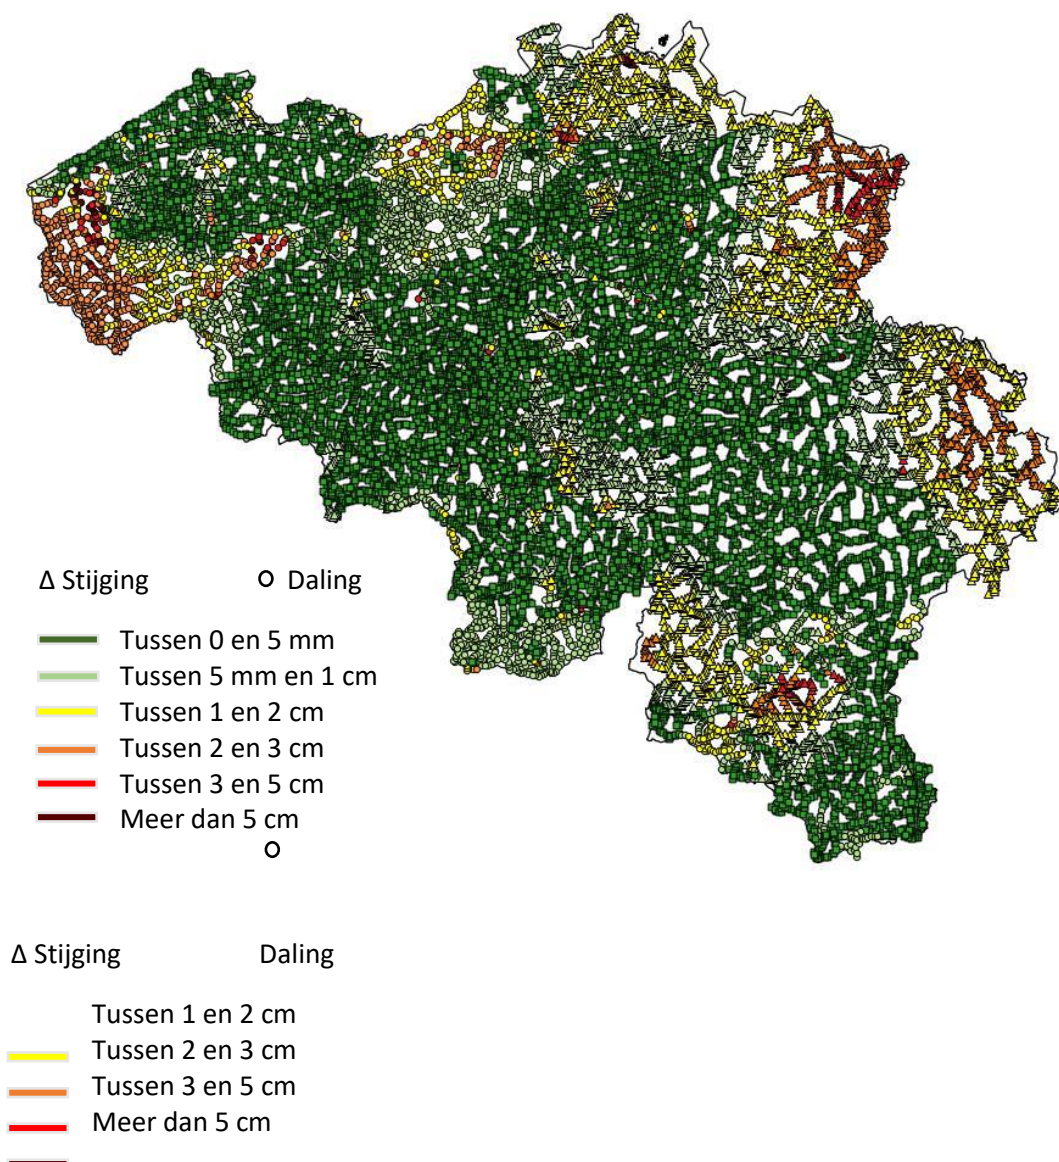 Δ Stijging O Daling
Tussen 0 en 5 mm
Tussen 5 mm en 1 cm
Tussen 1 en 2 cm
Tussen 2 en 3 cm
Tussen 3 en 5 cm
Meer dan 5 cm
Δ Stijging Daling
Tussen 1 en 2 cm
Tussen 2 en 3 cm
Tussen 3 en 5 cm
Meer dan 5 cm